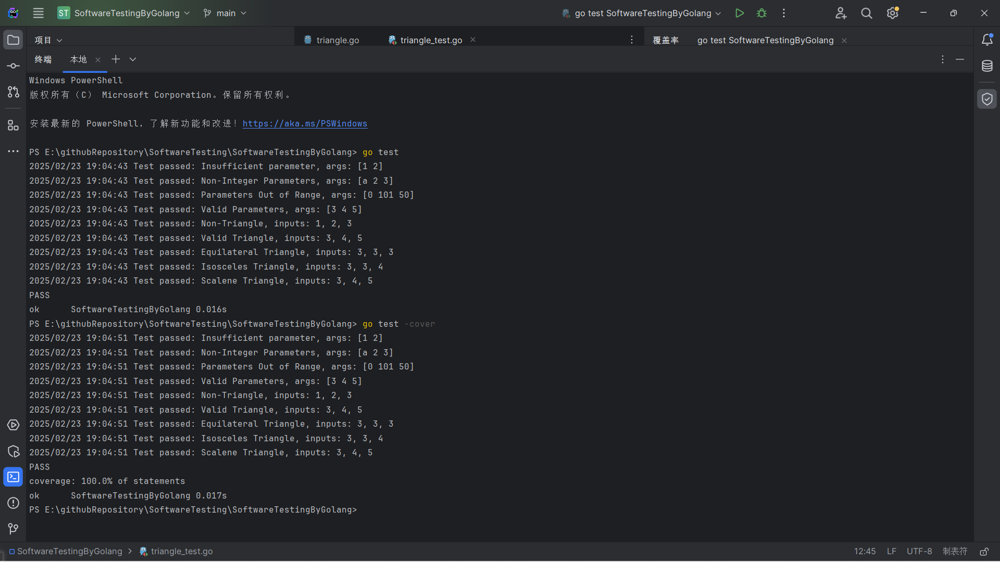 ST SoftwareTestingByGolang main go test SoftwareTestingByGolang
项目 triangle.go triangle_test.go 覆盖率 go test SoftwareTestingByGolang
终端 本地
Windows PowerShell
版权所有（C） Microsoft Corporation。保留所有权利。
安装最新的 PowerShell，了解新功能和改进！https://aka.ms/PSWindows
PS E:\githubRepository\SoftwareTesting\SoftwareTestingByGolang> go test
2025/02/23 19:04:43 Test passed: Insufficient parameter, args: [1 2]
2025/02/23 19:04:43 Test passed: Non-Integer Parameters, args: [a 2 3]
2025/02/23 19:04:43 Test passed: Parameters Out of Range, args: [0 101 50]
2025/02/23 19:04:43 Test passed: Valid Parameters, args: [3 4 5]
2025/02/23 19:04:43 Test passed: Non-Triangle, inputs: 1, 2, 3
2025/02/23 19:04:43 Test passed: Valid Triangle, inputs: 3, 4, 5
2025/02/23 19:04:43 Test passed: Equilateral Triangle, inputs: 3, 3, 3
2025/02/23 19:04:43 Test passed: Isosceles Triangle, inputs: 3, 3, 4
2025/02/23 19:04:43 Test passed: Scalene Triangle, inputs: 3, 4, 5
PASS
ok SoftwareTestingByGolang 0.016s
PS E:\githubRepository\SoftwareTesting\SoftwareTestingByGolang> go test -cover
2025/02/23 19:04:51 Test passed: Insufficient parameter, args: [1 2]
2025/02/23 19:04:51 Test passed: Non-Integer Parameters, args: [a 2 3]
2025/02/23 19:04:51 Test passed: Parameters Out of Range, args: [0 101 50]
2025/02/23 19:04:51 Test passed: Valid Parameters, args: [3 4 5]
2025/02/23 19:04:51 Test passed: Non-Triangle, inputs: 1, 2, 3
2025/02/23 19:04:51 Test passed: Valid Triangle, inputs: 3, 4, 5
2025/02/23 19:04:51 Test passed: Equilateral Triangle, inputs: 3, 3, 3
2025/02/23 19:04:51 Test passed: Isosceles Triangle, inputs: 3, 3, 4
2025/02/23 19:04:51 Test passed: Scalene Triangle, inputs: 3, 4, 5
PASS
coverage: 100.0% of statements
ok SoftwareTestingByGolang 0.017s
PS E:\githubRepository\SoftwareTesting\SoftwareTestingByGolang>
SoftwareTestingByGolang > triangle_test.go 12:45 LF UTF-8 制表符